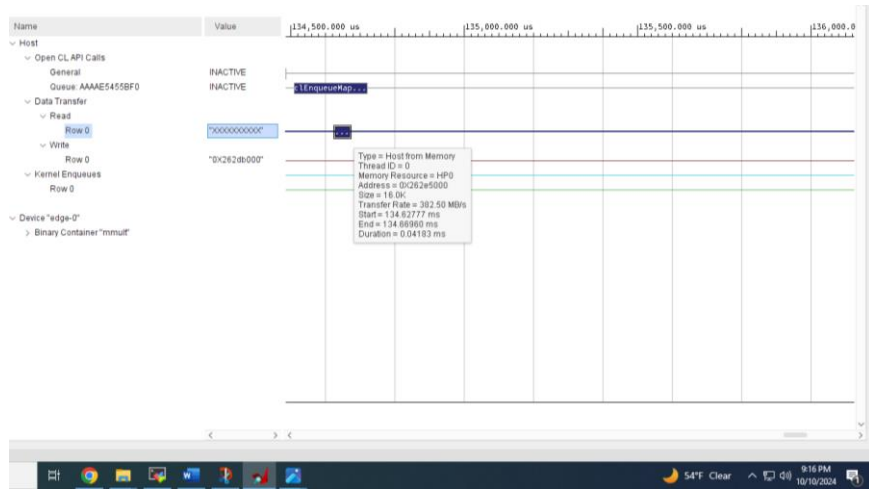 Name Value 134,500.000 us 135,000.000 us 135,500.000 us 136,000.0
Host
Open CL API Calls
General INACTIVE
Queue: AAAAE5455BF0 INACTIVE clEnqueueMap...
Data Transfer
Read
Row 0 "XXXXXXXXXX" ...
Write
Row 0 "0X262db000"
Kernel Enqueues
Row 0
Device "edge-0"
Binary Container "mmult"
Type = Host from Memory
Thread ID = 0
Memory Resource = HP0
Address = 0X262e5000
Size = 16.0K
Transfer Rate = 382.50 MB/s
Start = 134.62777 ms
End = 134.66960 ms
Duration = 0.04183 ms
54°F Clear
9:16 PM
10/10/2024